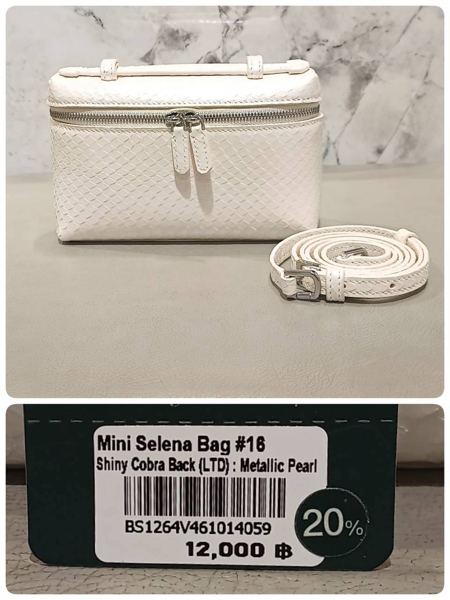 Mini Selena Bag #16
Shiny Cobra Back (LTD) : Metallic Pearl
BS1264V461014059
12,000 ฿
20%